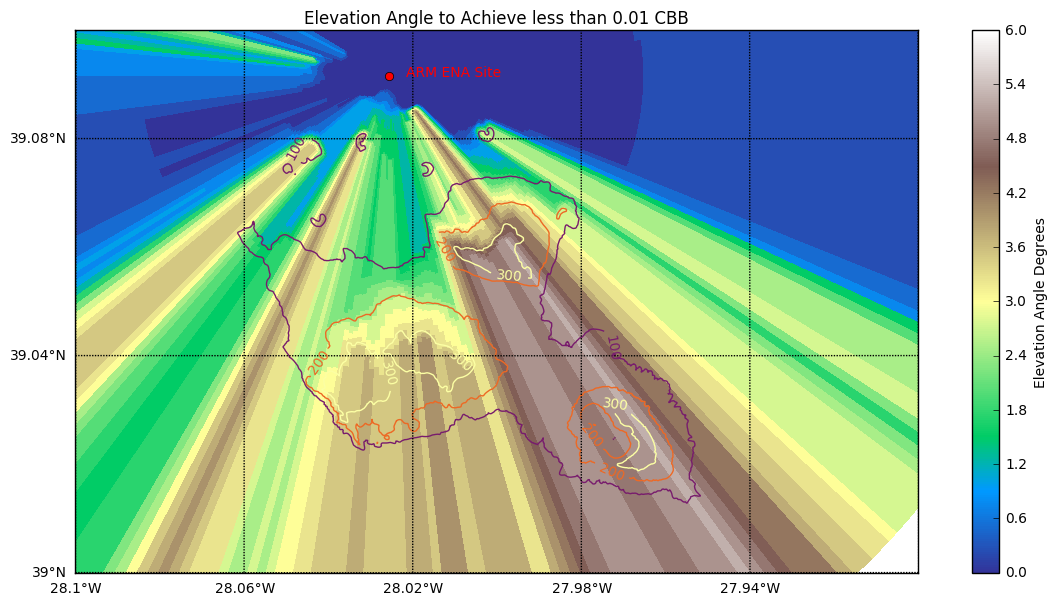 Elevation Angle to Achieve less than 0.01 CBB
6.0
ARM ENA Site
5.4
39.08°N
100
4.8
4.2
200
300
3.6
3.0
39.04°N
100
200
300
300
2.4
300
1.8
200
200
1.2
0.6
39°N
0.0
28.1°W
28.06°W
28.02°W
27.98°W
27.94°W
Elevation Angle Degrees